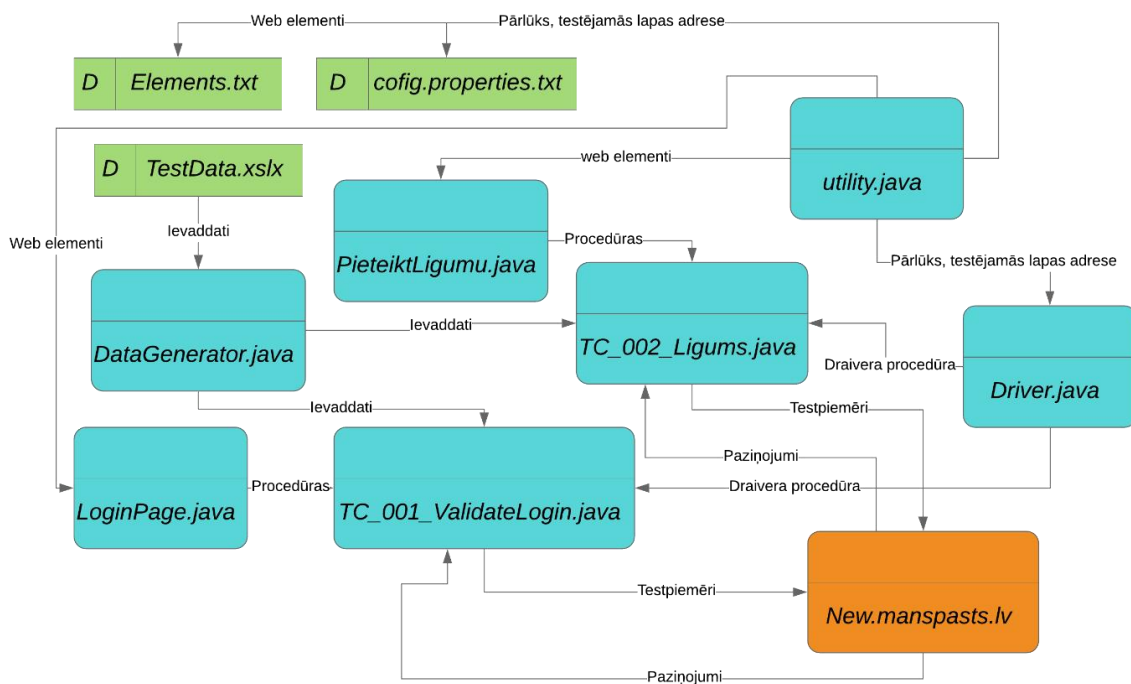 Web elementi
Pārlūks, testējamās lapas adrese
D Elements.txt
D cofig.properties.txt
D TestData.xslx
web elementi
utility.java
Ievaddati
Web elementi
Procedūras
PieteiktLigumu.java
Pārlūks, testējamās lapas adrese
DataGenerator.java
Ievaddati
TC_002_Ligums.java
Draivera procedūra
Driver.java
Ievaddati
Testpiemēri
Paziņojumi
LoginPage.java
Procedūras
TC_001_ValidateLogin.java
Draivera procedūra
Testpiemēri
New.manspasts.lv
Paziņojumi